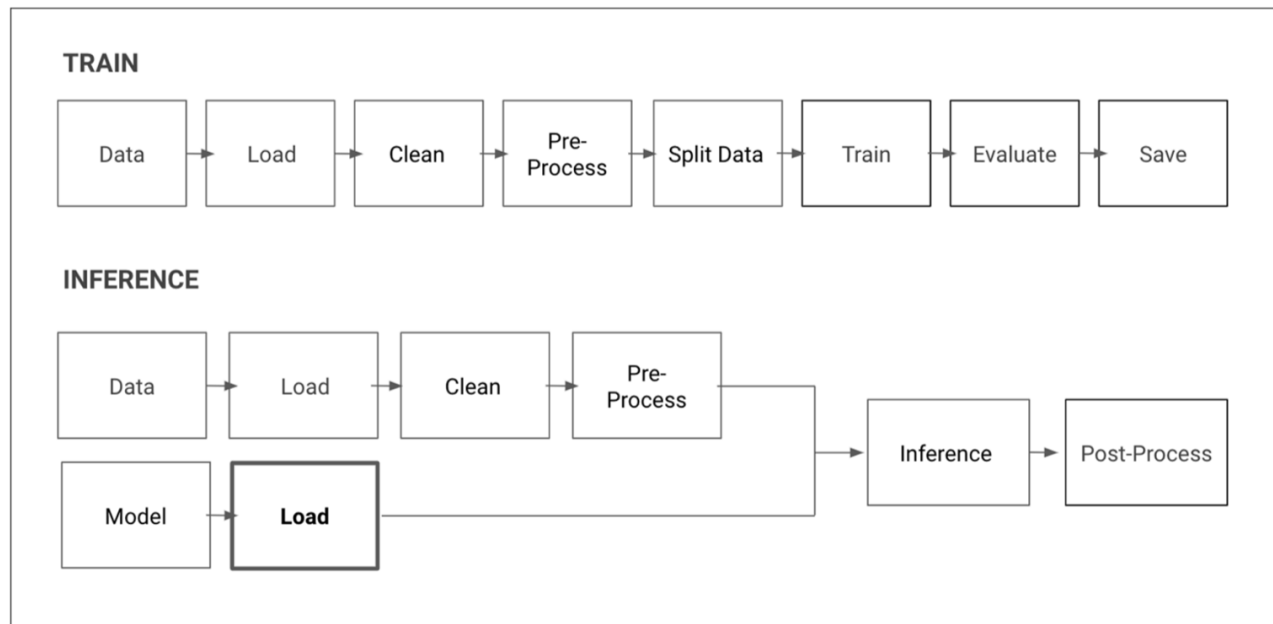 TRAIN
Data
Load
Clean
Pre-
Process
Split Data
Train
Evaluate
Save
INFERENCE
Data
Load
Clean
Pre-
Process
Model
Load
Inference
Post-Process